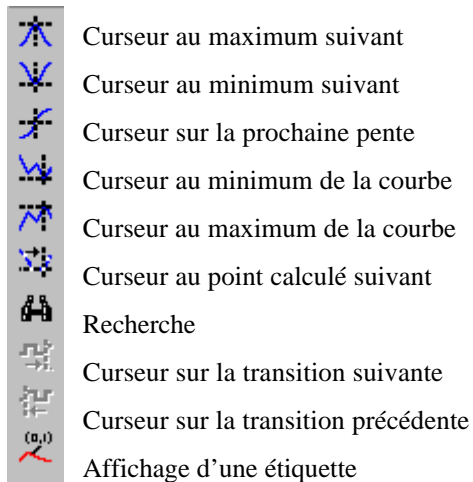 Curseur au maximum suivant
Curseur au minimum suivant
Curseur sur la prochaine pente
Curseur au minimum de la courbe
Curseur au maximum de la courbe
Curseur au point calculé suivant
Recherche
Curseur sur la transition suivante
Curseur sur la transition précédente
(0,1)
Affichage d’une étiquette